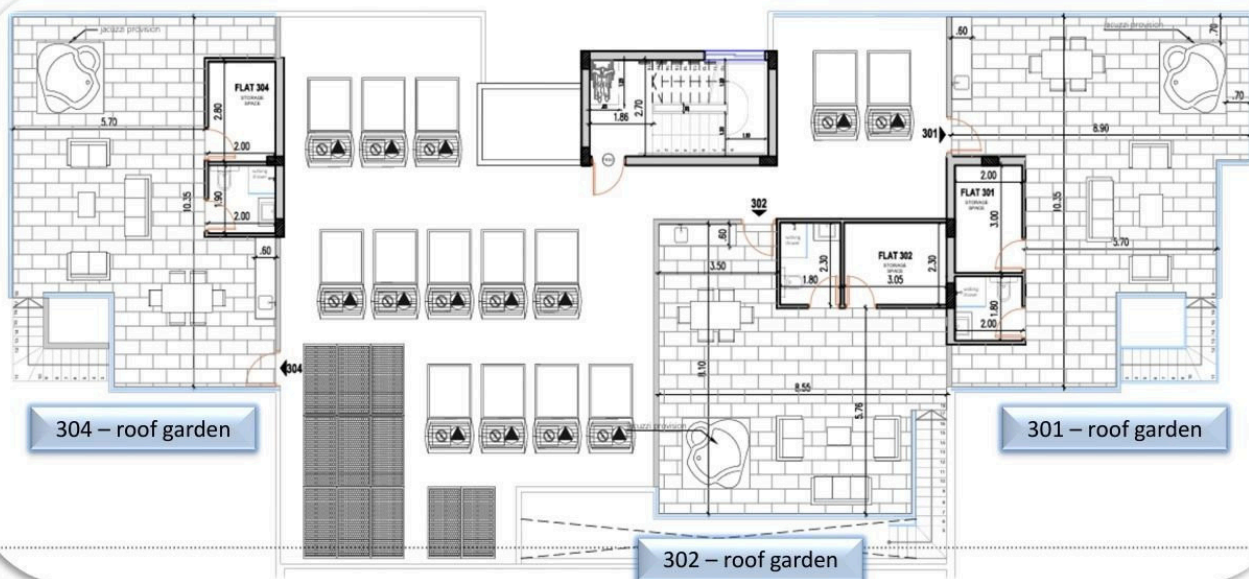 jacuzzi provision
5.70
FLAT 304
STORAGE
SPACE
2.80
2.00
1.90
2.00
10.35
.60
304
304 – roof garden
1.86
2.70
301
302
.60
3.50
1.80
2.30
FLAT 302
STORAGE
SPACE
3.05
2.30
8.10
8.55
5.76
jacuzzi provision
302 – roof garden
.60
jacuzzi provision
.70
.70
8.90
2.00
FLAT 301
STORAGE
SPACE
3.00
10.35
5.70
1.80
2.00
301 – roof garden